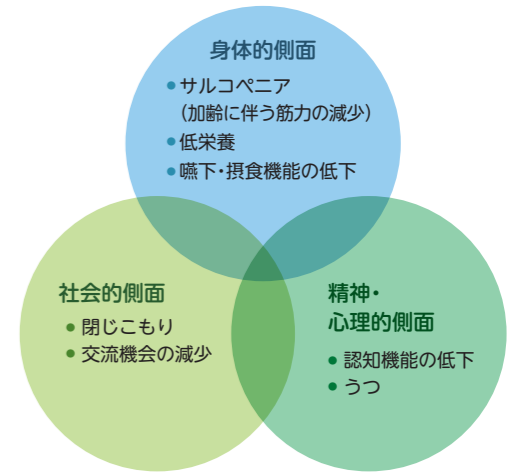 身体的側面
● サルコペニア
（加齢に伴う筋力の減少）
● 低栄養
● 嚥下・摂食機能の低下
社会的側面
● 閉じこもり
● 交流機会の減少
精神・
心理的側面
● 認知機能の低下
● うつ